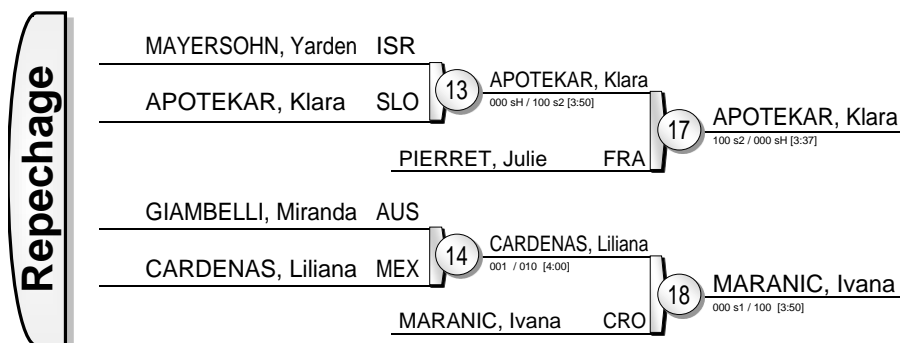 Repechage
MAYERSOHN, Yarden ISR
APOTEKAR, Klara SLO
13
APOTEKAR, Klara
000 sH / 100 s2 [3:50]
PIERRET, Julie FRA
17
APOTEKAR, Klara
100 s2 / 000 sH [3:37]
GIAMBELLI, Miranda AUS
CARDENAS, Liliana MEX
14
CARDENAS, Liliana
001 / 010 [4:00]
MARANIC, Ivana CRO
18
MARANIC, Ivana
000 s1 / 100 [3:50]